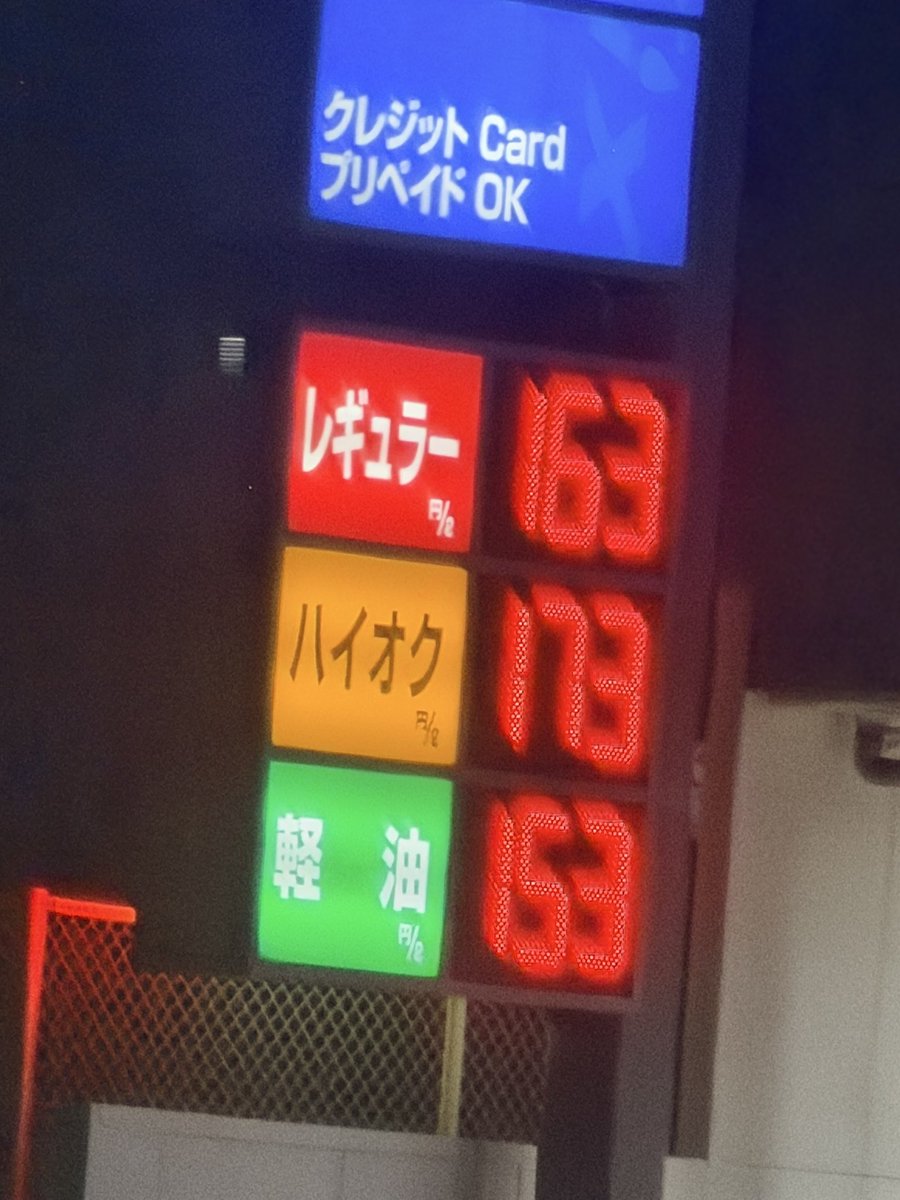 クレジット Card
プリペイド OK
レギュラー 163
円/ℓ
ハイオク 173
円/ℓ
軽油 153
円/ℓ